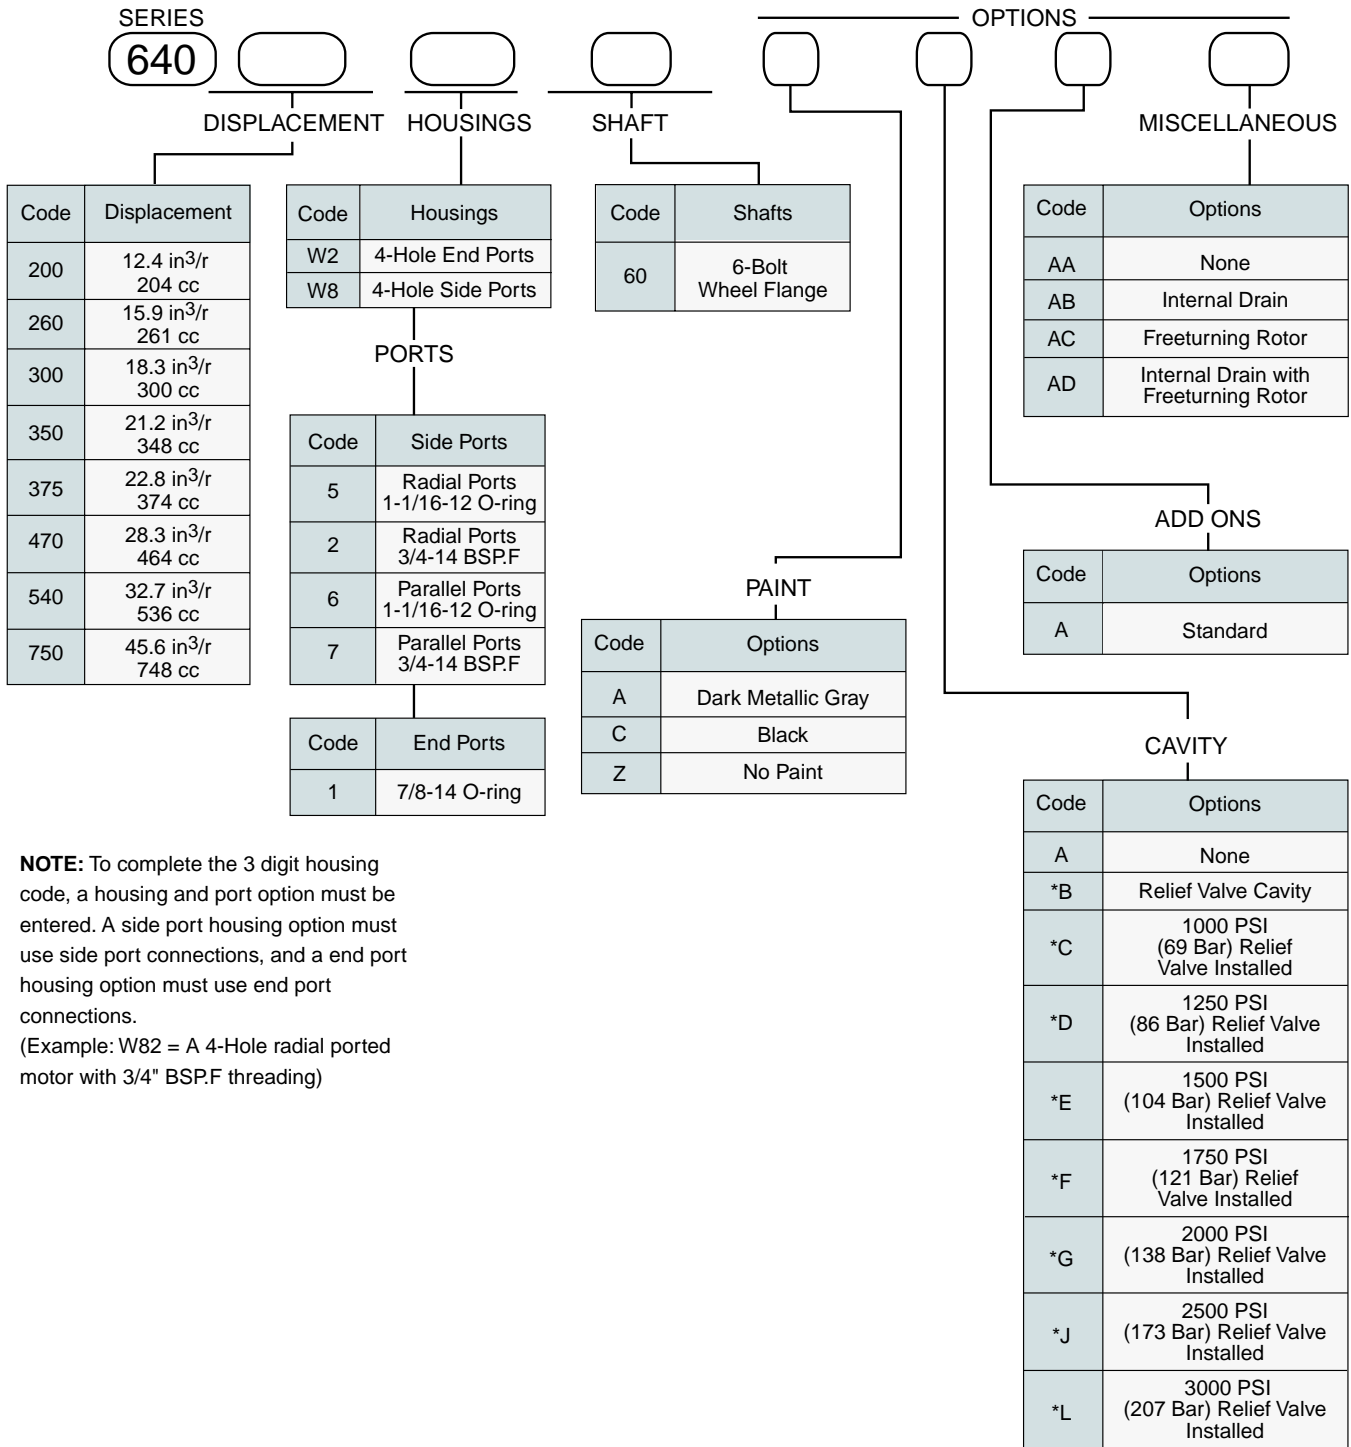 SERIES
OPTIONS
640
DISPLACEMENT
HOUSINGS
SHAFT
MISCELLANEOUS
Code Displacement
200 12.4 in³/r
204 cc
260 15.9 in³/r
261 cc
300 18.3 in³/r
300 cc
350 21.2 in³/r
348 cc
375 22.8 in³/r
374 cc
470 28.3 in³/r
464 cc
540 32.7 in³/r
536 cc
750 45.6 in³/r
748 cc
Code Housings
W2 4-Hole End Ports
W8 4-Hole Side Ports
PORTS
Code Side Ports
5 Radial Ports
1-1/16-12 O-ring
2 Radial Ports
3/4-14 BSP.F
6 Parallel Ports
1-1/16-12 O-ring
7 Parallel Ports
3/4-14 BSP.F
Code End Ports
1 7/8-14 O-ring
Code Shafts
60 6-Bolt
Wheel Flange
PAINT
Code Options
A Dark Metallic Gray
C Black
Z No Paint
Code Options
AA None
AB Internal Drain
AC Freeturning Rotor
AD Internal Drain with
Freeturning Rotor
ADD ONS
Code Options
A Standard
CAVITY
Code Options
A None
*B Relief Valve Cavity
*C 1000 PSI
(69 Bar) Relief
Valve Installed
*D 1250 PSI
(86 Bar) Relief Valve
Installed
*E 1500 PSI
(104 Bar) Relief Valve
Installed
*F 1750 PSI
(121 Bar) Relief
Valve Installed
*G 2000 PSI
(138 Bar) Relief Valve
Installed
*J 2500 PSI
(173 Bar) Relief Valve
Installed
*L 3000 PSI
(207 Bar) Relief Valve
Installed
NOTE: To complete the 3 digit housing
code, a housing and port option must be
entered. A side port housing option must
use side port connections, and a end port
housing option must use end port
connections.
(Example: W82 = A 4-Hole radial ported
motor with 3/4" BSP.F threading)